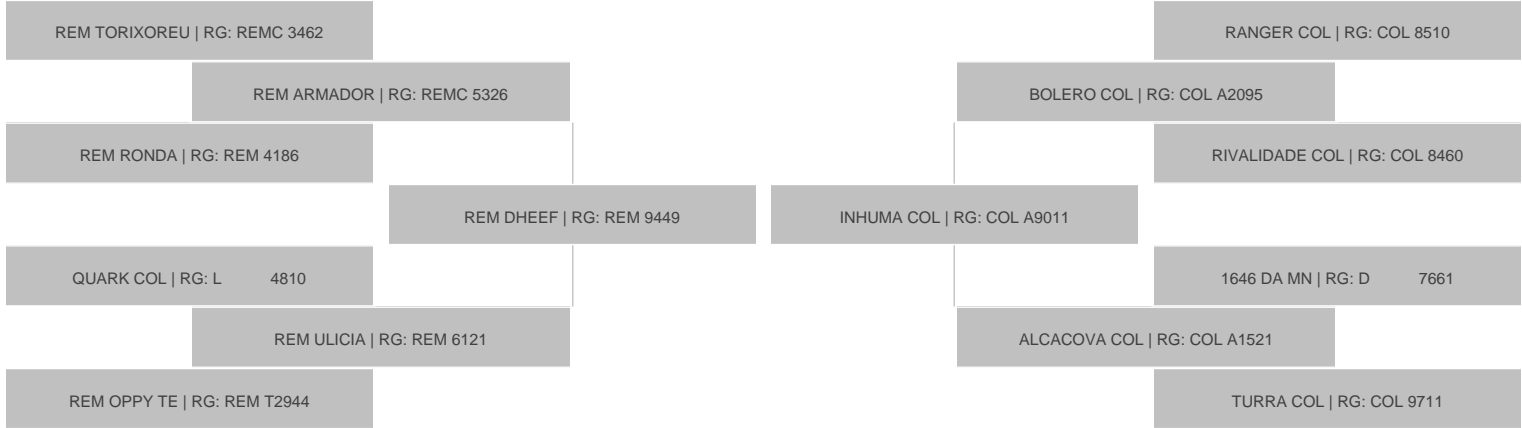 REM TORIXOREU | RG: REMC 3462
RANGER COL | RG: COL 8510
REM ARMADOR | RG: REMC 5326
BOLERO COL | RG: COL A2095
REM RONDA | RG: REM 4186
RIVALIDADE COL | RG: COL 8460
REM DHEEF | RG: REM 9449
INHUMA COL | RG: COL A9011
QUARK COL | RG: L 4810
1646 DA MN | RG: D 7661
REM ULICIA | RG: REM 6121
ALCACOVA COL | RG: COL A1521
REM OPPY TE | RG: REM T2944
TURRA COL | RG: COL 9711